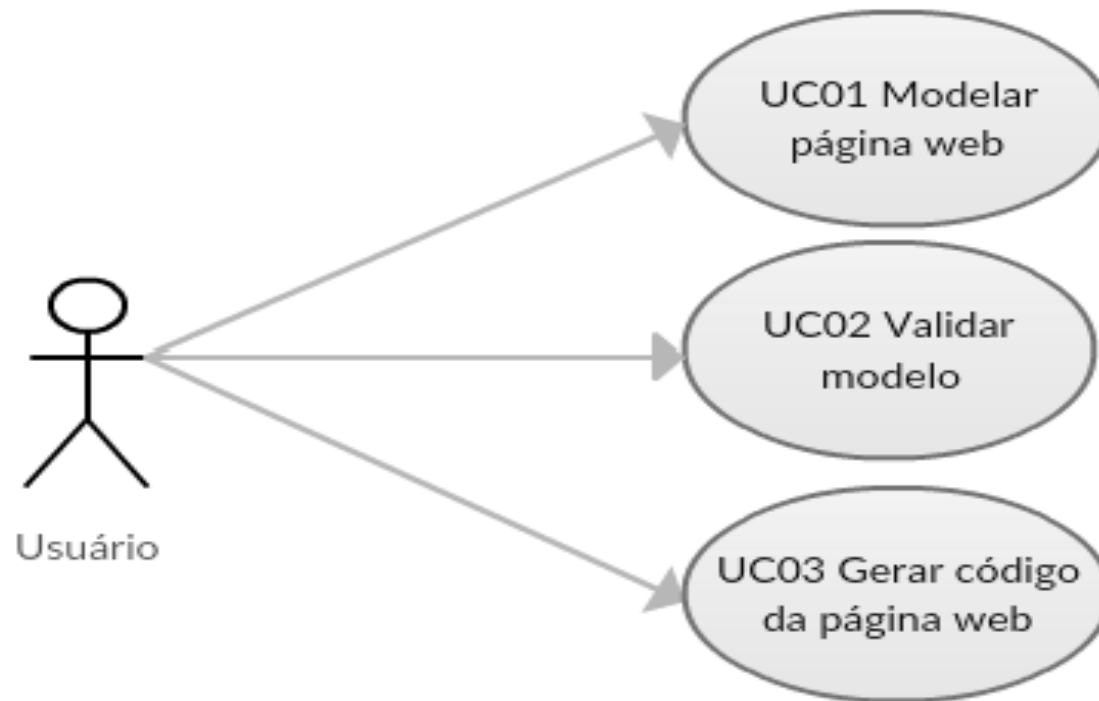 UC01 Modelar
página web
UC02 Validar
modelo
Usuário
UC03 Gerar código
da página web